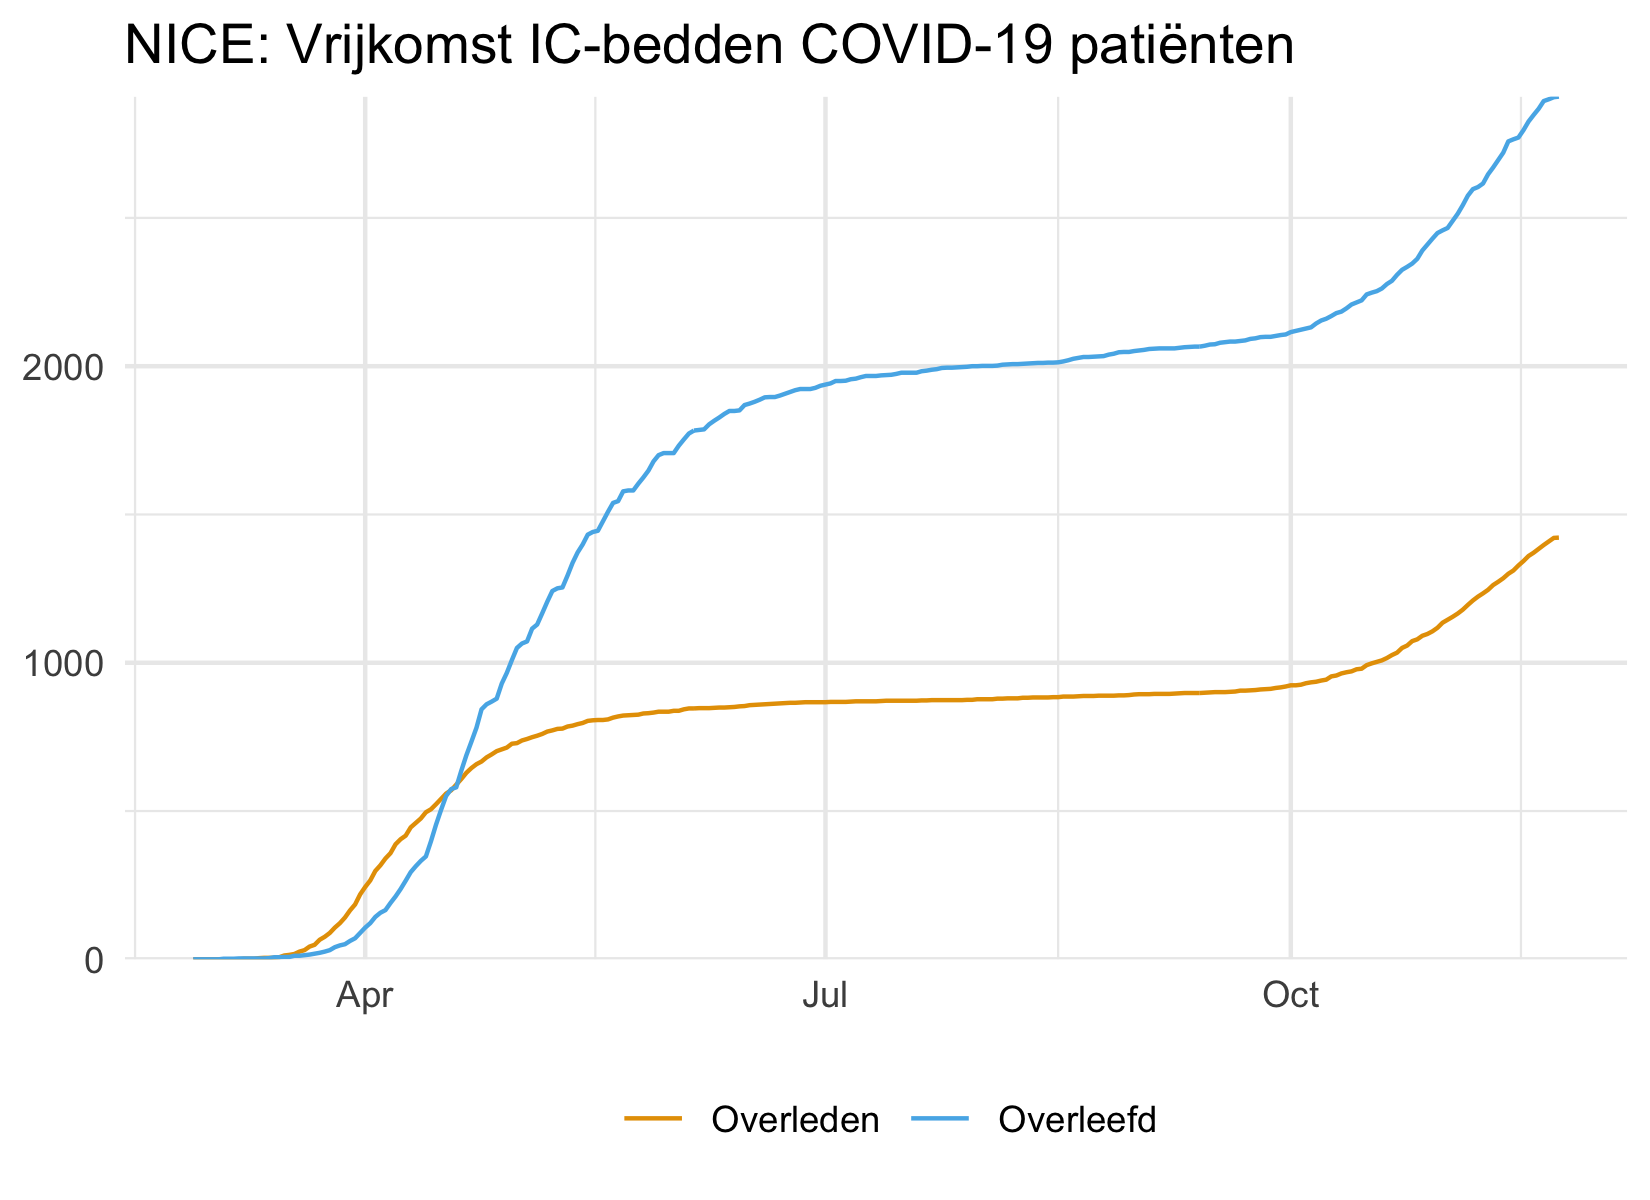 NICE: Vrijkomst IC-bedden COVID-19 patiënten
2000
1000
0
Apr Jul Oct
Overleden Overleefd